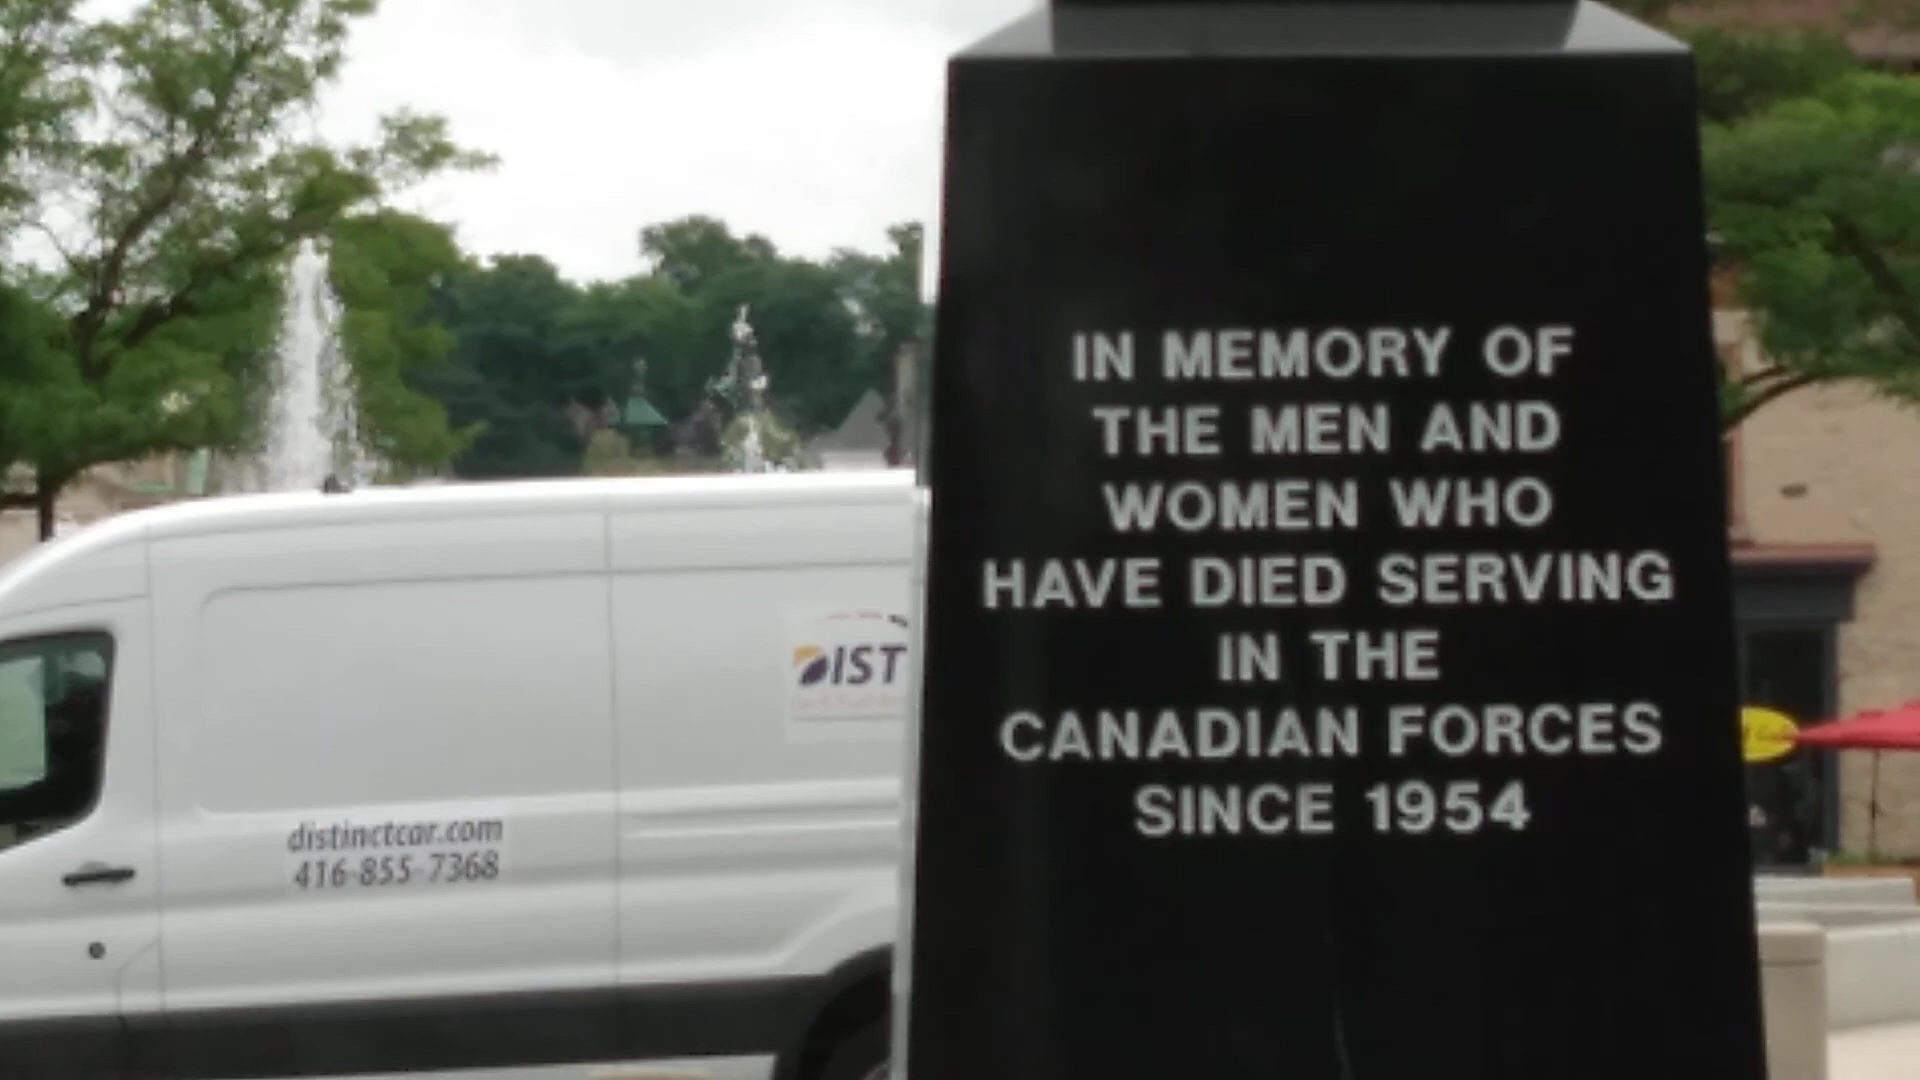 IN MEMORY OF
THE MEN AND
WOMEN WHO
HAVE DIED SERVING
IN THE
CANADIAN FORCES
SINCE 1954
DIST
distinctcar.com
416-855-7368